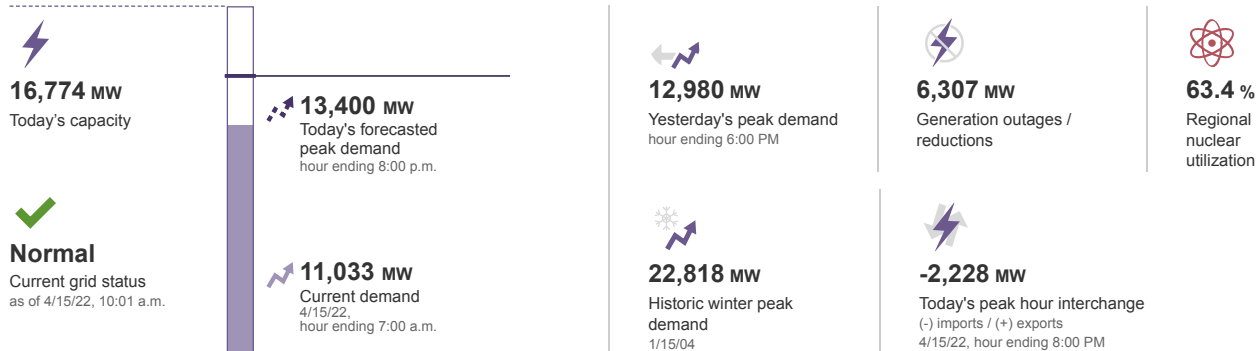 16,774 MW
Today's capacity
Normal
Current grid status
as of 4/15/22, 10:01 a.m.
13,400 MW
Today's forecasted
peak demand
hour ending 8:00 p.m.
11,033 MW
Current demand
4/15/22,
hour ending 7:00 a.m.
12,980 MW
Yesterday's peak demand
hour ending 6:00 PM
6,307 MW
Generation outages /
reductions
63.4 %
Regional
nuclear
utilization
22,818 MW
Historic winter peak
demand
1/15/04
-2,228 MW
Today's peak hour interchange
(-) imports / (+) exports
4/15/22, hour ending 8:00 PM